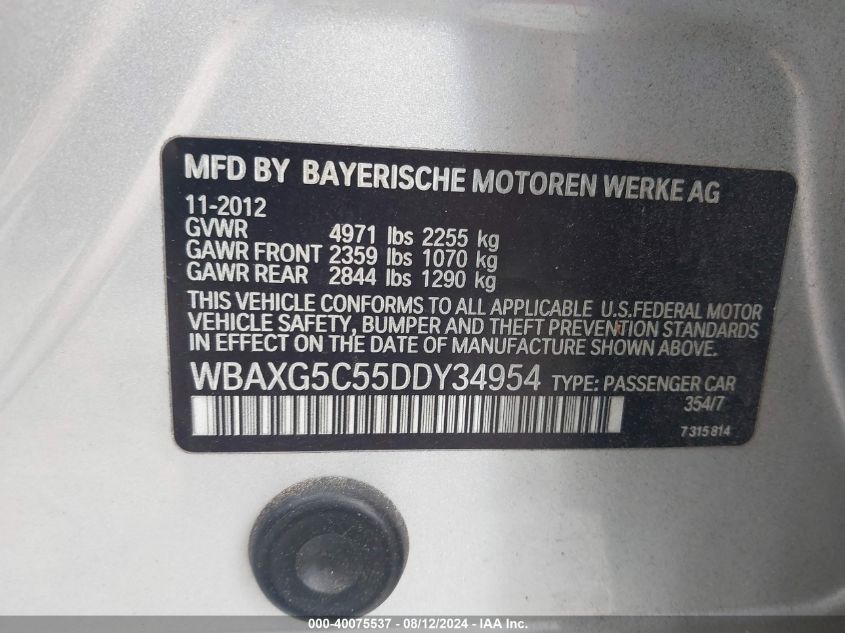 MFD BY BAYERISCHE MOTOREN WERKE AG
11-2012
GVWR 4971 lbs 2255 kg
GAWR FRONT 2359 lbs 1070 kg
GAWR REAR 2844 lbs 1290 kg
THIS VEHICLE CONFORMS TO ALL APPLICABLE U.S.FEDERAL MOTOR
VEHICLE SAFETY, BUMPER AND THEFT PREVENTION STANDARDS
IN EFFECT ON THE DATE OF MANUFACTURE SHOWN ABOVE.
WBAXG5C55DDY34954 TYPE: PASSENGER CAR
354/7
7315814
000-40075537 - 08/12/2024 - IAAI, Inc.